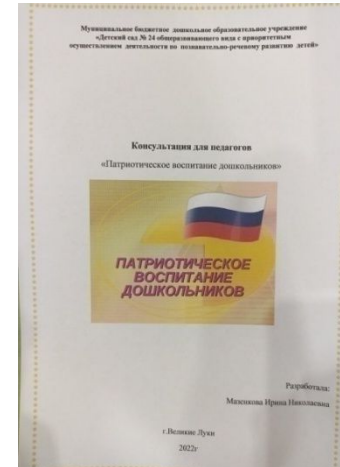 Муниципальное бюджетное дошкольное образовательное учреждение
«Детский сад № 24 общеразвивающего вида с приоритетным
осуществлением деятельности по познавательно-речевому развитию детей»
Консультация для педагогов
«Патриотическое воспитание дошкольников»
ПАТРИОТИЧЕСКОЕ
ВОСПИТАНИЕ
ДОШКОЛЬНИКОВ
Разработала:
Мазенкова Ирина Николаевна
г.Великие Луки
2022г